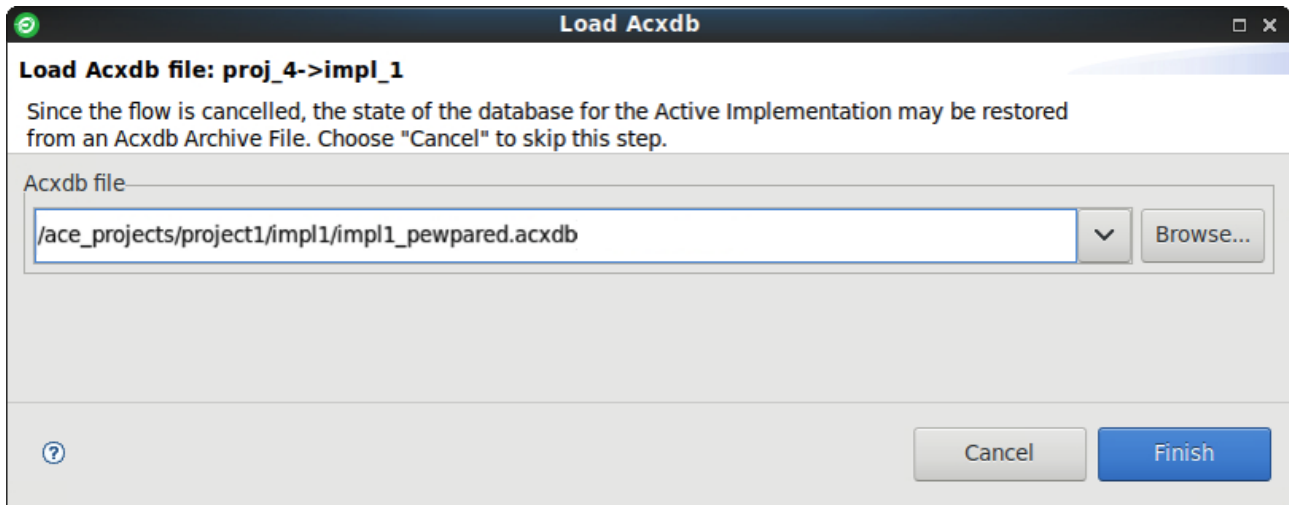 Load Acxdb
Load Acxdb file: proj_4->impl_1
Since the flow is cancelled, the state of the database for the Active Implementation may be restored
from an Acxdb Archive File. Choose "Cancel" to skip this step.
Acxdb file
/ace_projects/project1/impl1/impl1_pewpared.acxdb
Browse...
Cancel
Finish